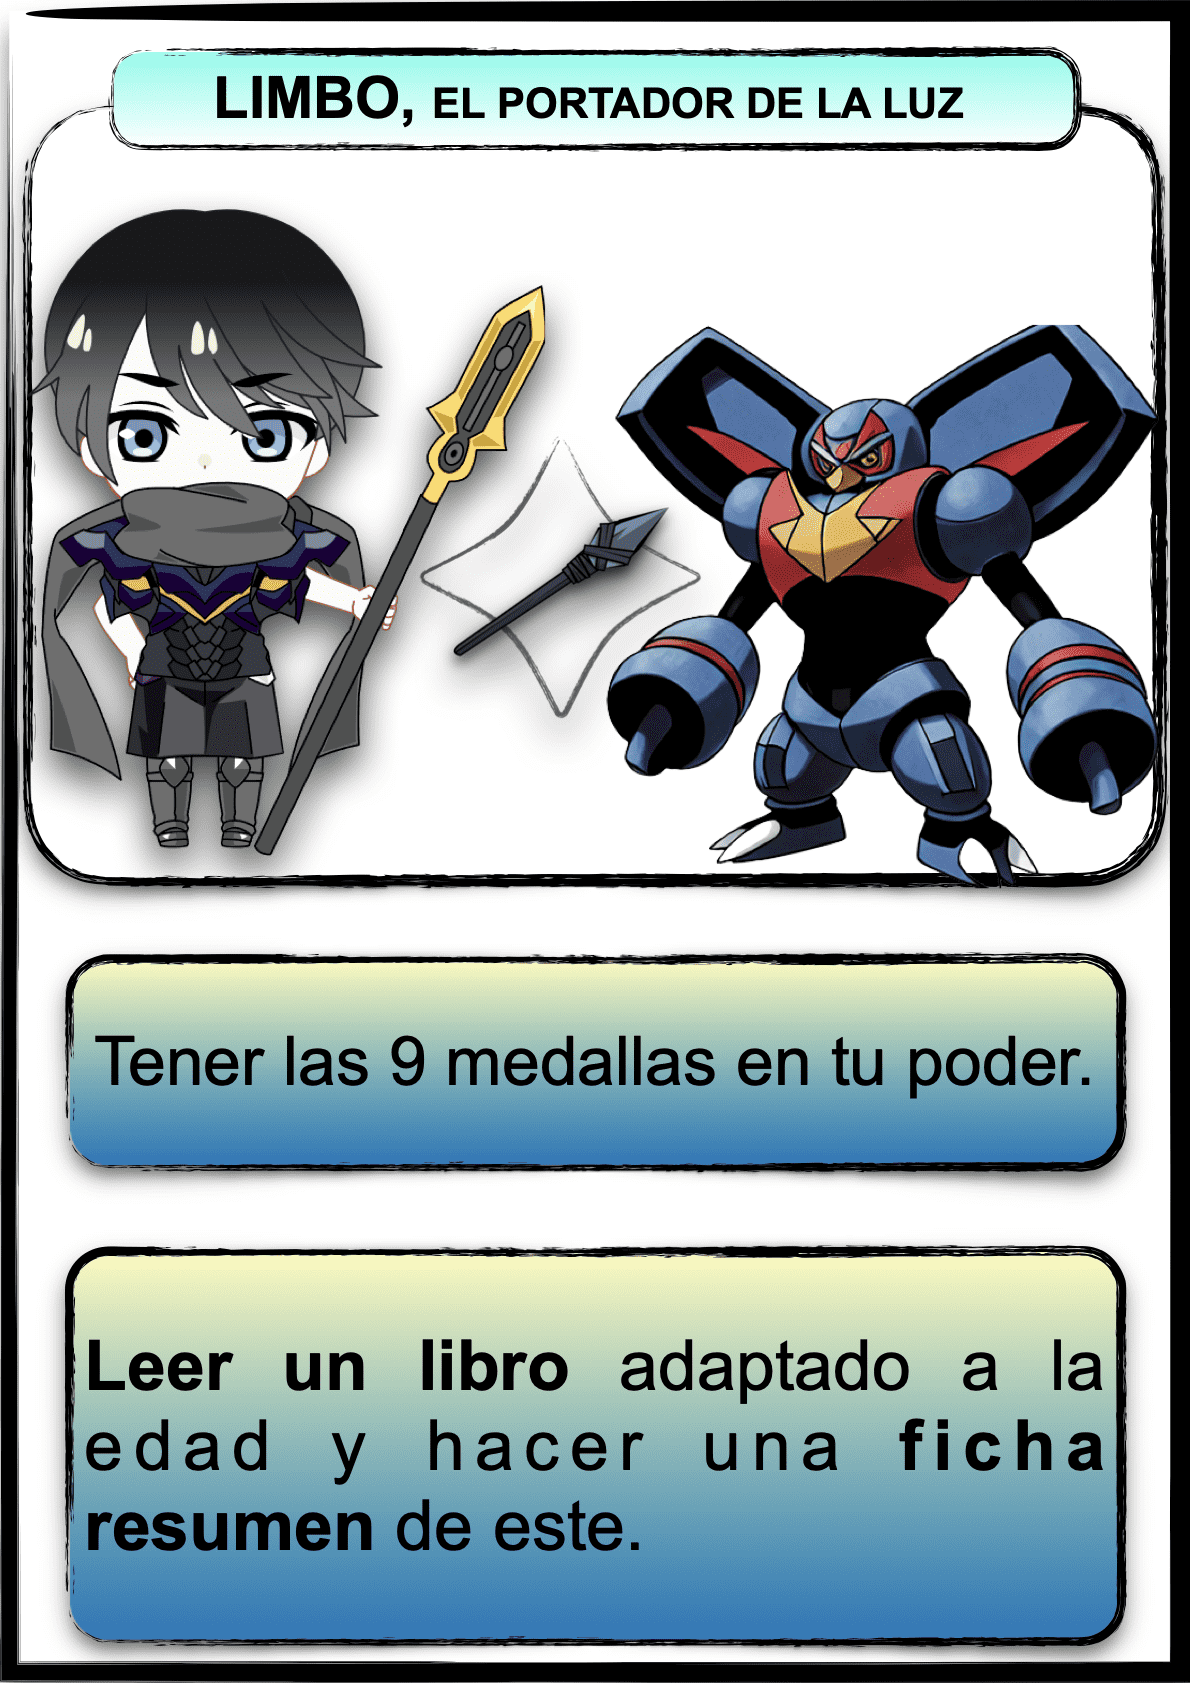 LIMBO, EL PORTADOR DE LA LUZ
Tener las 9 medallas en tu poder.
Leer un libro adaptado a la
edad y hacer una ficha
resumen de este.